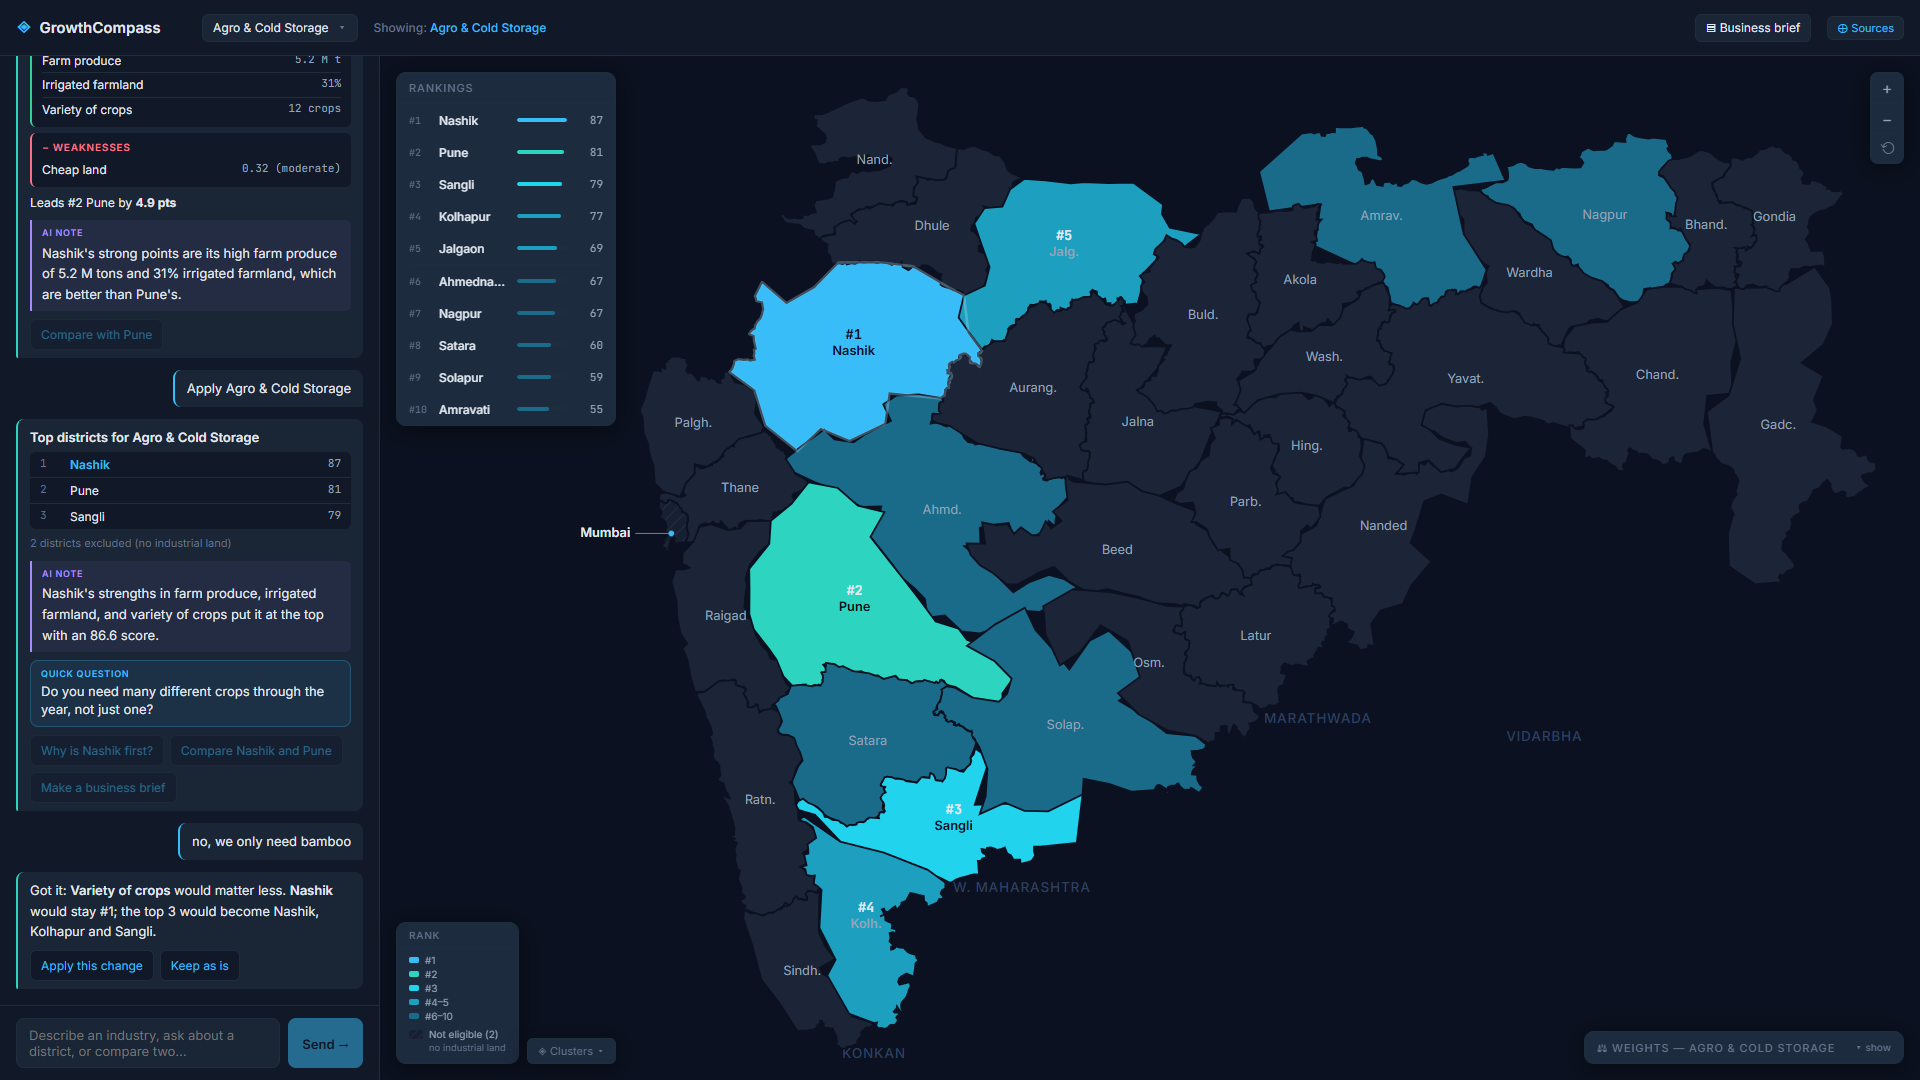 GrowthCompass
Agro & Cold Storage
Showing: Agro & Cold Storage
Business brief
Sources
Farm produce 5.2 M t
Irrigated farmland 31%
Variety of crops 12 crops
– WEAKNESSES
Cheap land 0.32 (moderate)
Leads #2 Pune by 4.9 pts
AI NOTE
Nashik's strong points are its high farm produce
of 5.2 M tons and 31% irrigated farmland, which
are better than Pune's.
Compare with Pune
Apply Agro & Cold Storage
Top districts for Agro & Cold Storage
1 Nashik 87
2 Pune 81
3 Sangli 79
2 districts excluded (no industrial land)
AI NOTE
Nashik's strengths in farm produce, irrigated
farmland, and variety of crops put it at the top
with an 86.6 score.
QUICK QUESTION
Do you need many different crops through the
year, not just one?
Why is Nashik first?
Compare Nashik and Pune
Make a business brief
no, we only need bamboo
Got it: Variety of crops would matter less. Nashik
would stay #1; the top 3 would become Nashik,
Kolhapur and Sangli.
Apply this change
Keep as is
Describe an industry, ask about a
district, or compare two...
Send →
RANKINGS
#1 Nashik 87
#2 Pune 81
#3 Sangli 79
#4 Kolhapur 77
#5 Jalgaon 69
#6 Ahmedna... 67
#7 Nagpur 67
#8 Satara 60
#9 Solapur 59
#10 Amravati 55
+
−
Nand.
Dhule
#5
Jalg.
Amrav.
Nagpur
Bhand.
Gondia
Akola
Wardha
Buld.
#1
Nashik
Wash.
Yavat.
Chand.
Aurang.
Jalna
Palgh.
Gadc.
Hing.
Thane
Ahmd.
Parb.
Nanded
Mumbai
Beed
#2
Pune
Raigad
Latur
Osm.
MARATHWADA
VIDARBHA
Solap.
Satara
Ratn.
#3
Sangli
W. MAHARASHTRA
#4
Kolh.
Sindh.
KONKAN
RANK
#1
#2
#3
#4–5
#6–10
Not eligible (2)
no industrial land
Clusters
WEIGHTS — AGRO & COLD STORAGE
show